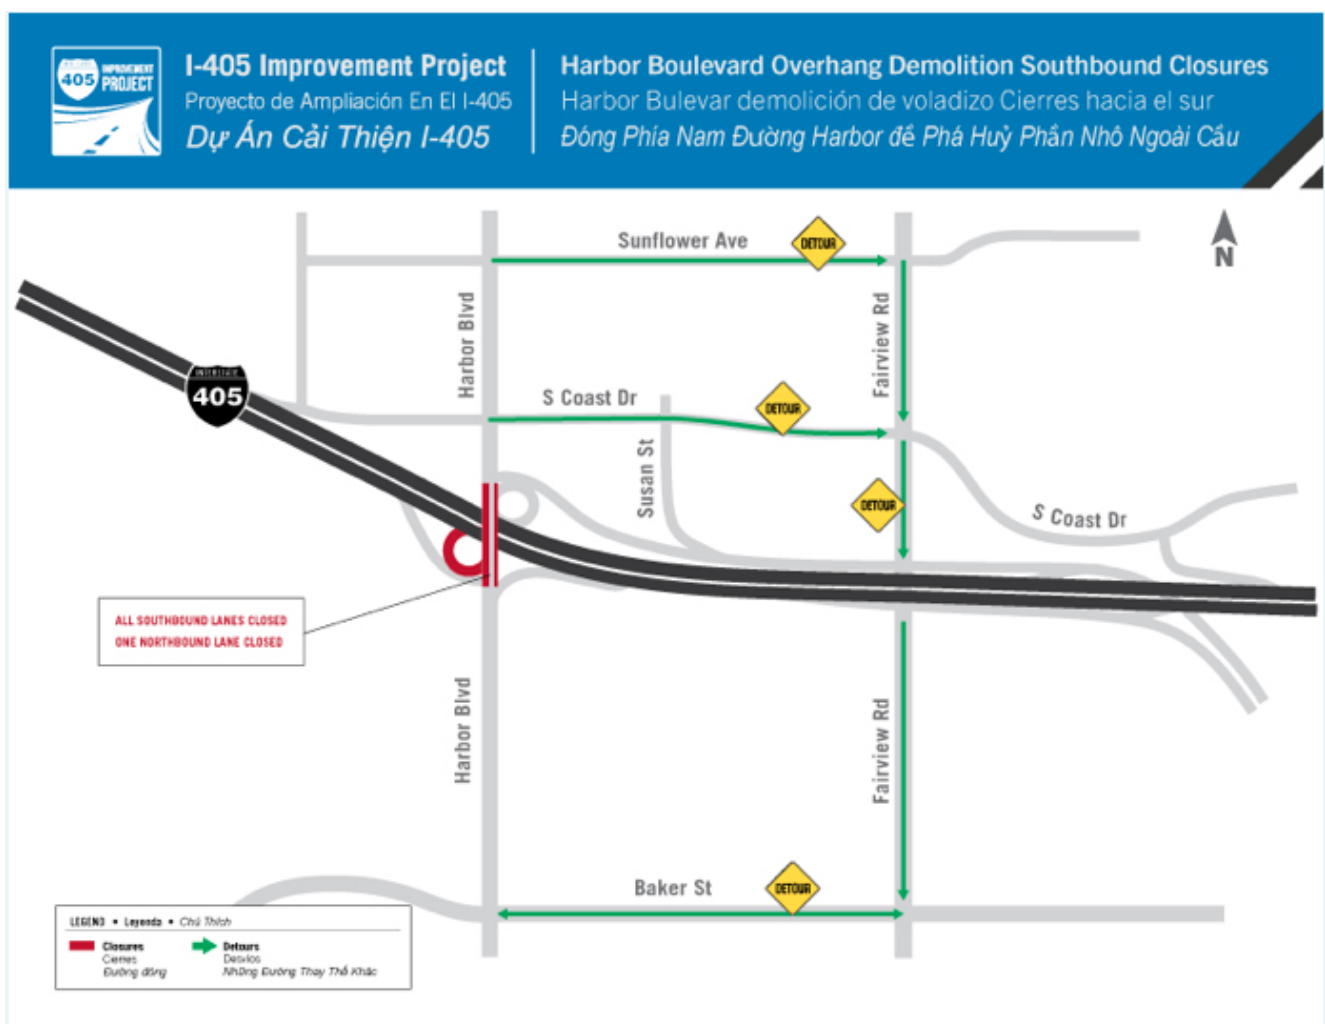 405 IMPROVEMENT
PROJECT
I-405 Improvement Project
Proyecto de Ampliación En El I-405
Dự Án Cải Thiện I-405
Harbor Boulevard Overhang Demolition Southbound Closures
Harbor Bulevar demolición de voladizo Cierres hacia el sur
Đóng Phía Nam Đường Harbor để Phá Huỷ Phần Nhô Ngoài Cầu
Sunflower Ave
DETOUR
N
Harbor Blvd
Fairview Rd
INTERSTATE
405
S Coast Dr
DETOUR
Susan St
DETOUR
S Coast Dr
ALL SOUTHBOUND LANES CLOSED
ONE NORTHBOUND LANE CLOSED
Harbor Blvd
Fairview Rd
Baker St
DETOUR
LEGEND • Leyenda • Chú Thích
Closures
Cierres
Đường đóng
Detours
Desvíos
Những Đường Thay Thế Khác